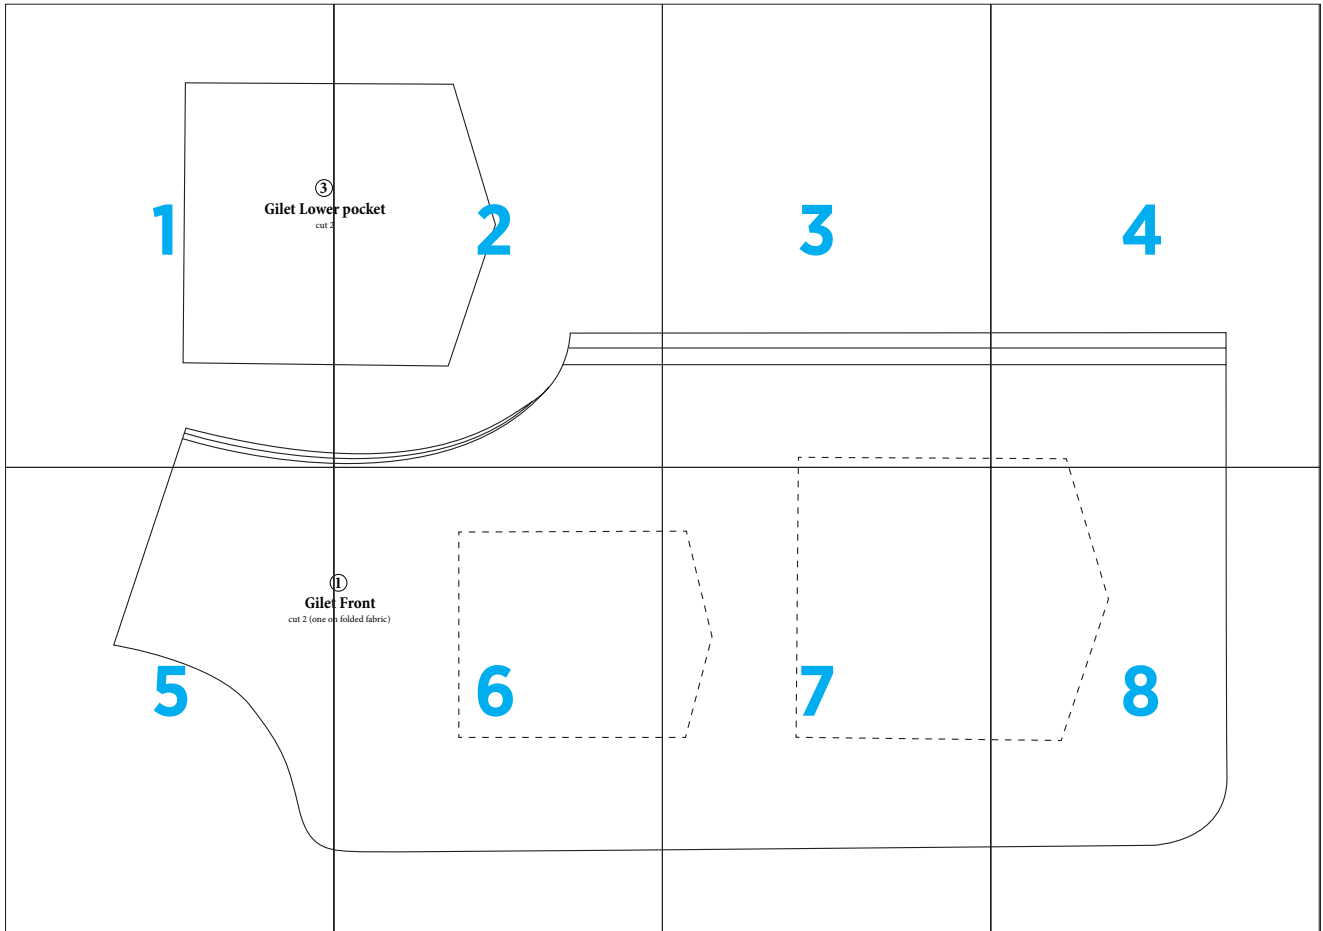 ③
Gilet Lower pocket
cut 2
1
2
3
4
①
Gilet Front
cut 2 (one on folded fabric)
5
6
7
8